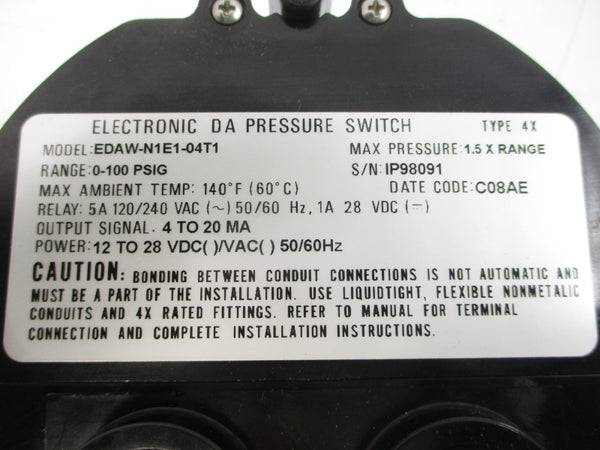 ELECTRONIC DA PRESSURE SWITCH TYPE 4X
MODEL: EDAW-N1E1-04T1 MAX PRESSURE: 1.5 X RANGE
RANGE: 0-100 PSIG S/N: IP98091
MAX AMBIENT TEMP: 140°F (60°C) DATE CODE: C08AE
RELAY: 5A 120/240 VAC (~) 50/60 Hz, 1A 28 VDC (⎓)
OUTPUT SIGNAL. 4 TO 20 MA
POWER: 12 TO 28 VDC( )/VAC( ) 50/60Hz
CAUTION: BONDING BETWEEN CONDUIT CONNECTIONS IS NOT AUTOMATIC AND
MUST BE A PART OF THE INSTALLATION. USE LIQUIDTIGHT, FLEXIBLE NONMETALIC
CONDUITS AND 4X RATED FITTINGS. REFER TO MANUAL FOR TERMINAL
CONNECTION AND COMPLETE INSTALLATION INSTRUCTIONS.